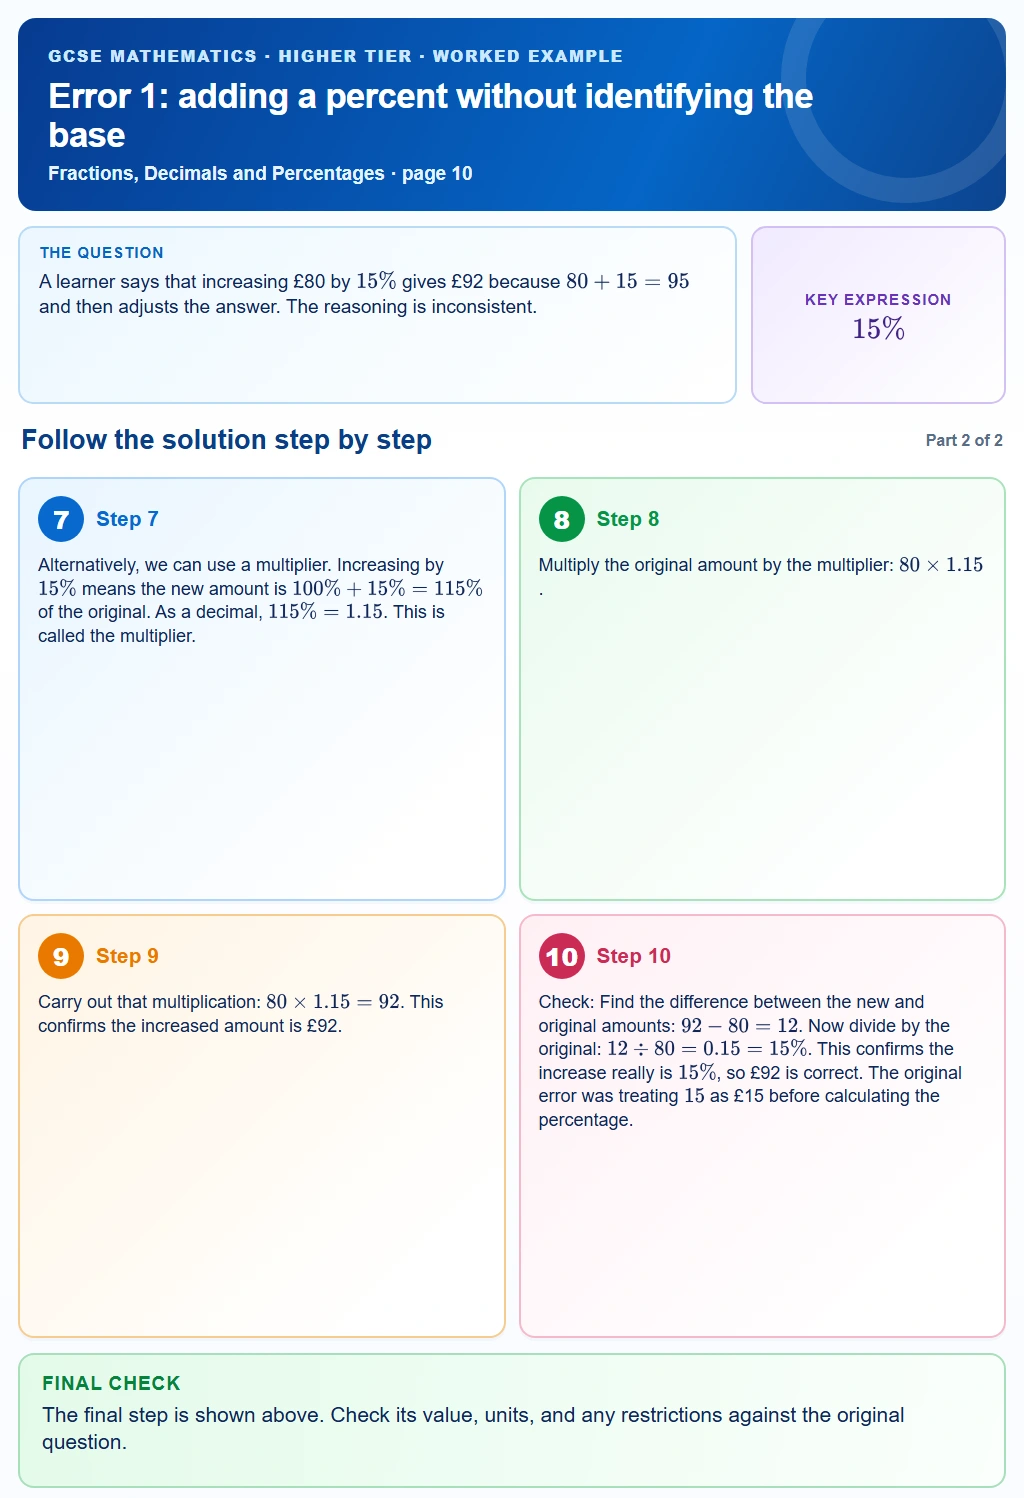 GCSE MATHEMATICS · HIGHER TIER · WORKED EXAMPLE
Error 1: adding a percent without identifying the
base
Fractions, Decimals and Percentages · page 10
THE QUESTION
A learner says that increasing £80 by 15% gives £92 because 80 + 15 = 95
and then adjusts the answer. The reasoning is inconsistent.
KEY EXPRESSION
15%
Follow the solution step by step
Part 2 of 2
7 Step 7
Alternatively, we can use a multiplier. Increasing by
15% means the new amount is 100% + 15% = 115%
of the original. As a decimal, 115% = 1.15. This is
called the multiplier.
8 Step 8
Multiply the original amount by the multiplier: 80 × 1.15
.
9 Step 9
Carry out that multiplication: 80 × 1.15 = 92. This
confirms the increased amount is £92.
10 Step 10
Check: Find the difference between the new and
original amounts: 92 − 80 = 12. Now divide by the
original: 12 ÷ 80 = 0.15 = 15%. This confirms the
increase really is 15%, so £92 is correct. The original
error was treating 15 as £15 before calculating the
percentage.
FINAL CHECK
The final step is shown above. Check its value, units, and any restrictions against the original
question.